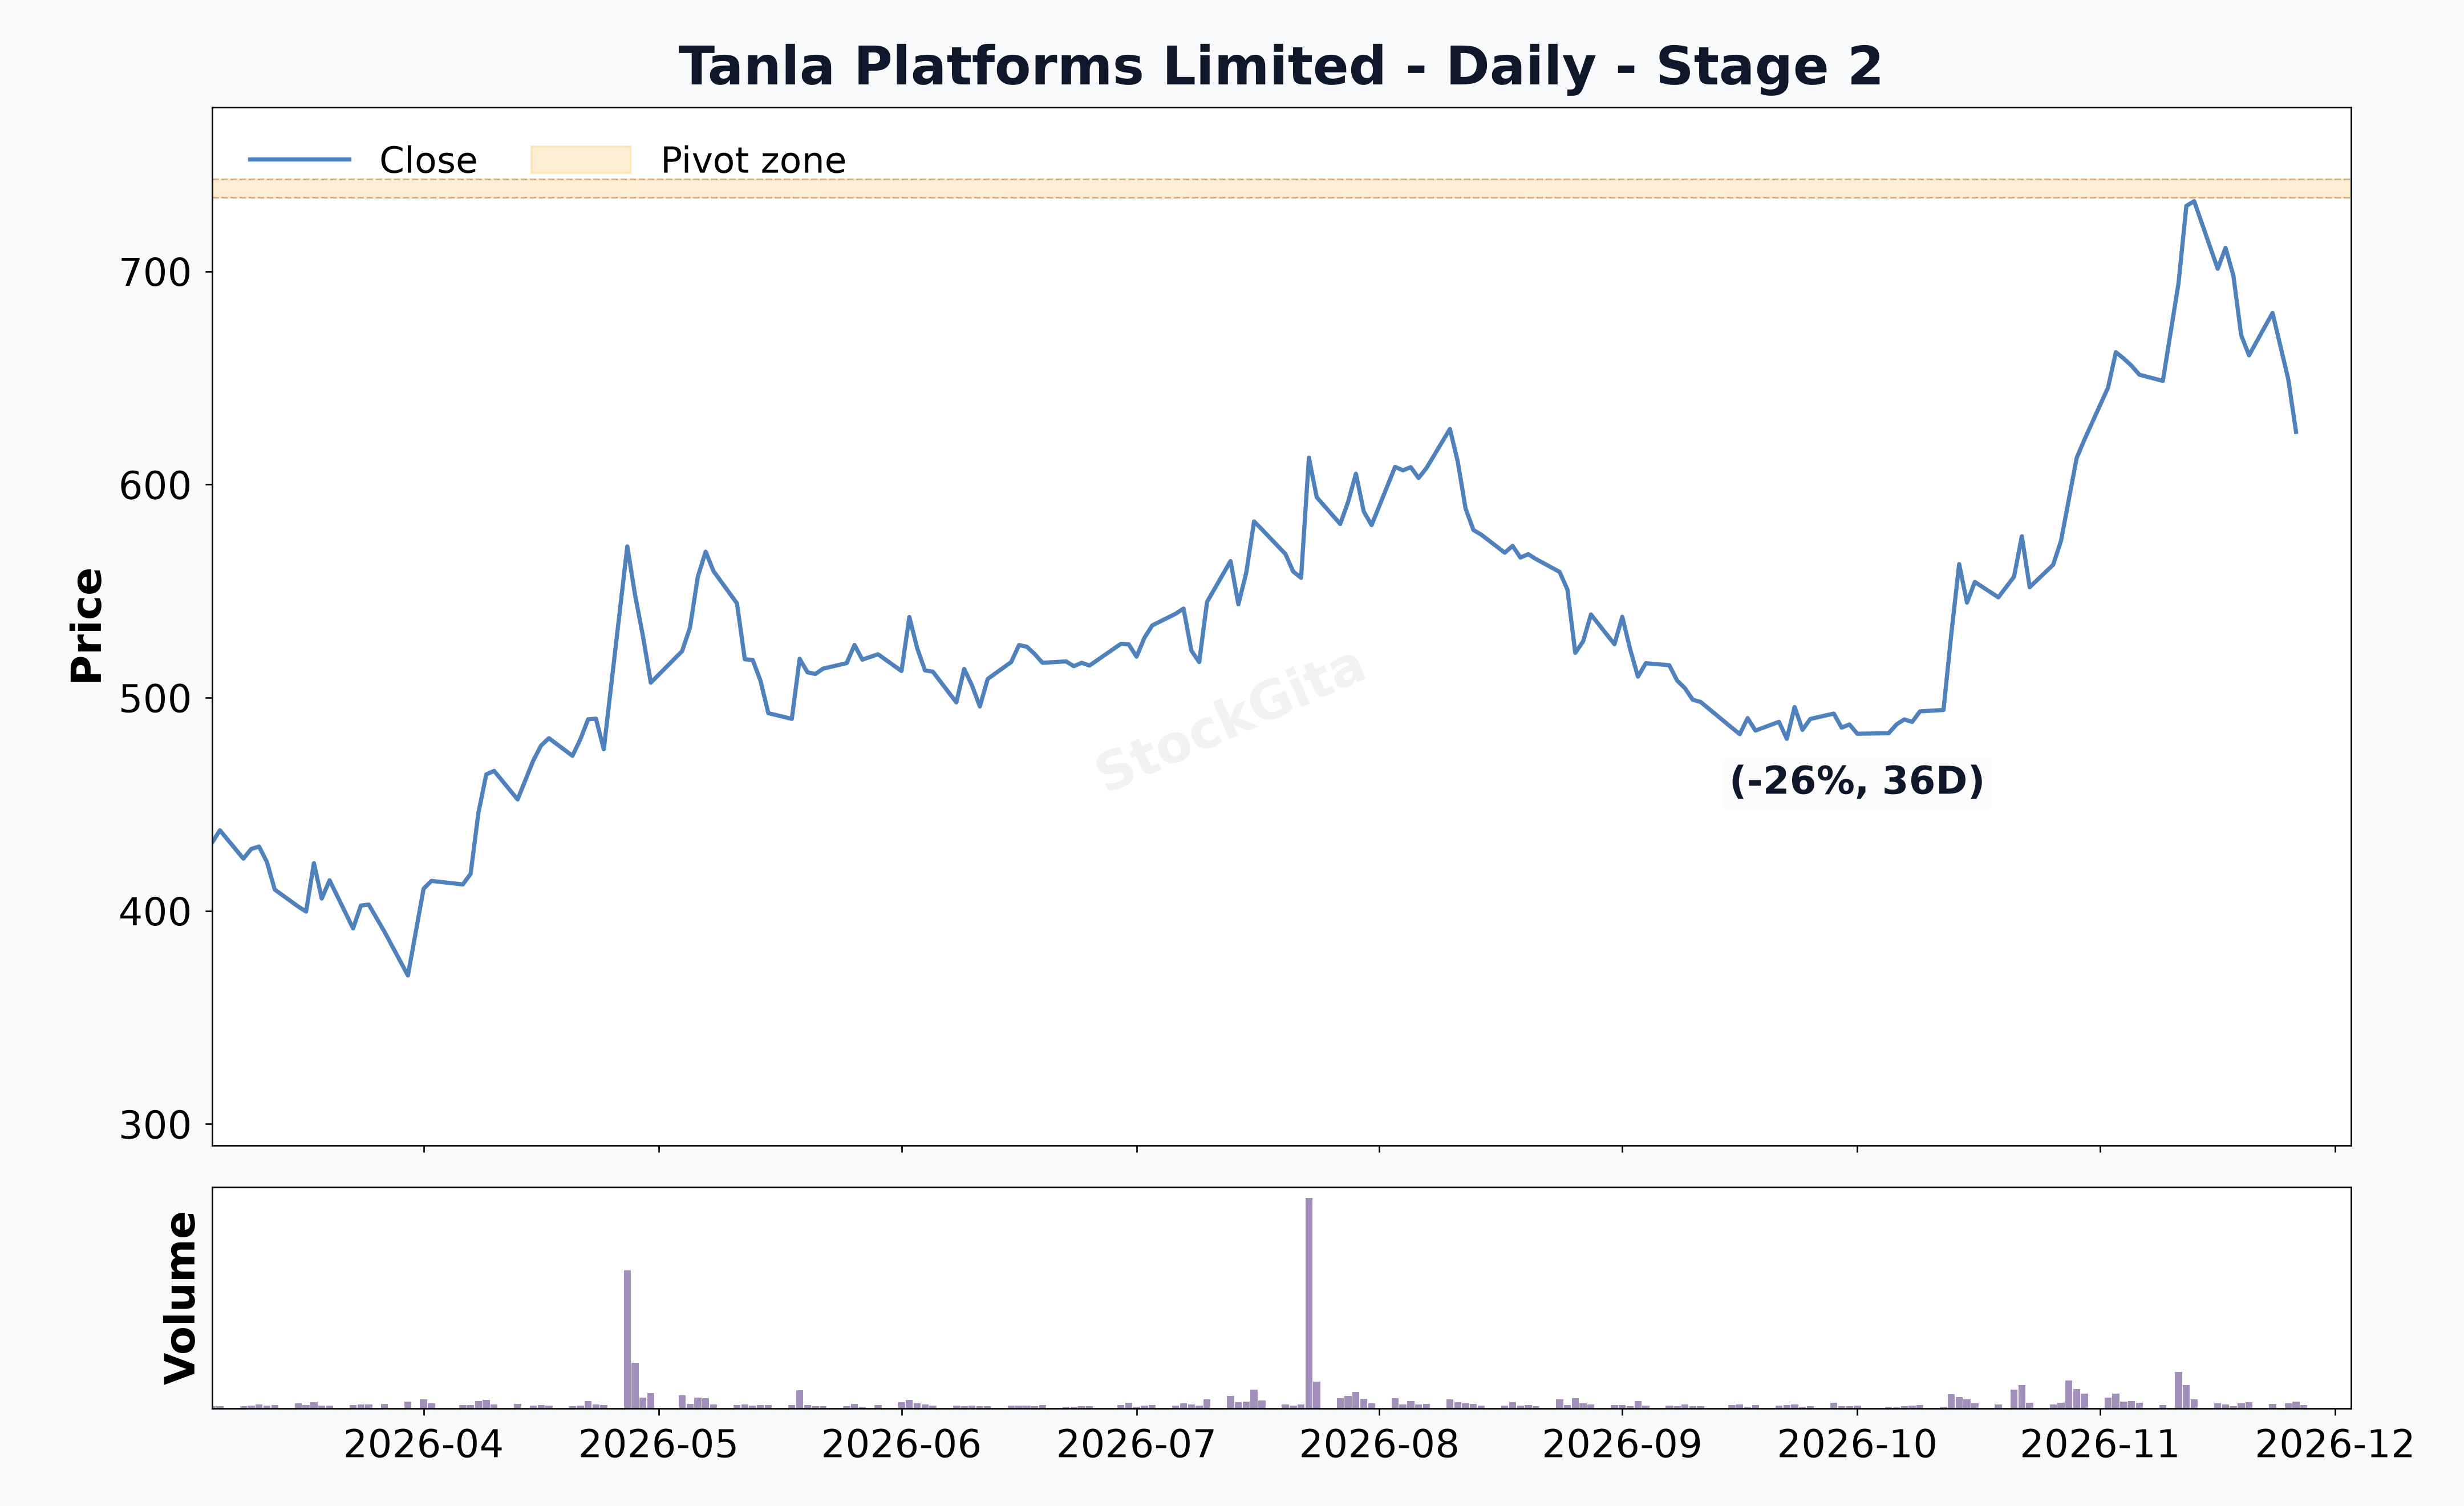 Tanla Platforms Limited - Daily - Stage 2
Close
Pivot zone
700
600
500
400
300
Price
StockGita
(-26%, 36D)
Volume
2026-04
2026-05
2026-06
2026-07
2026-08
2026-09
2026-10
2026-11
2026-12